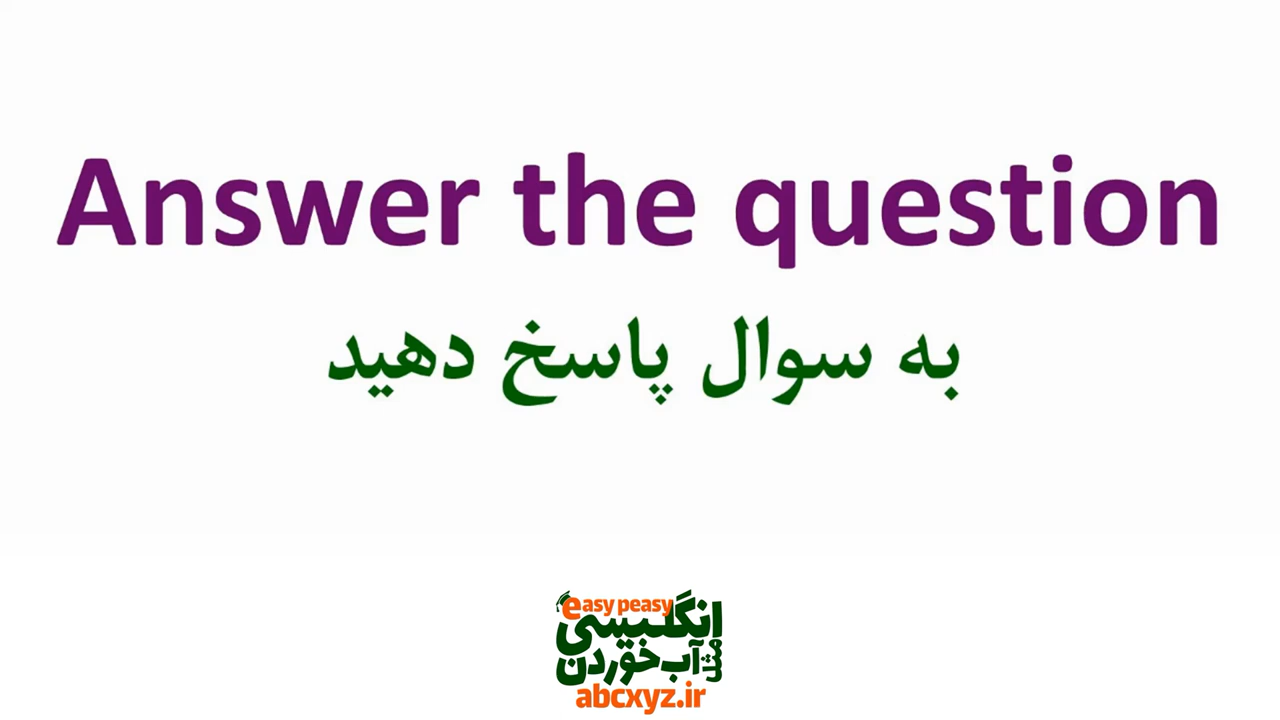 Answer the question
به سوال پاسخ دهید
easy peasy
انگلیسی
مثل آب خوردن
abcxyz.ir